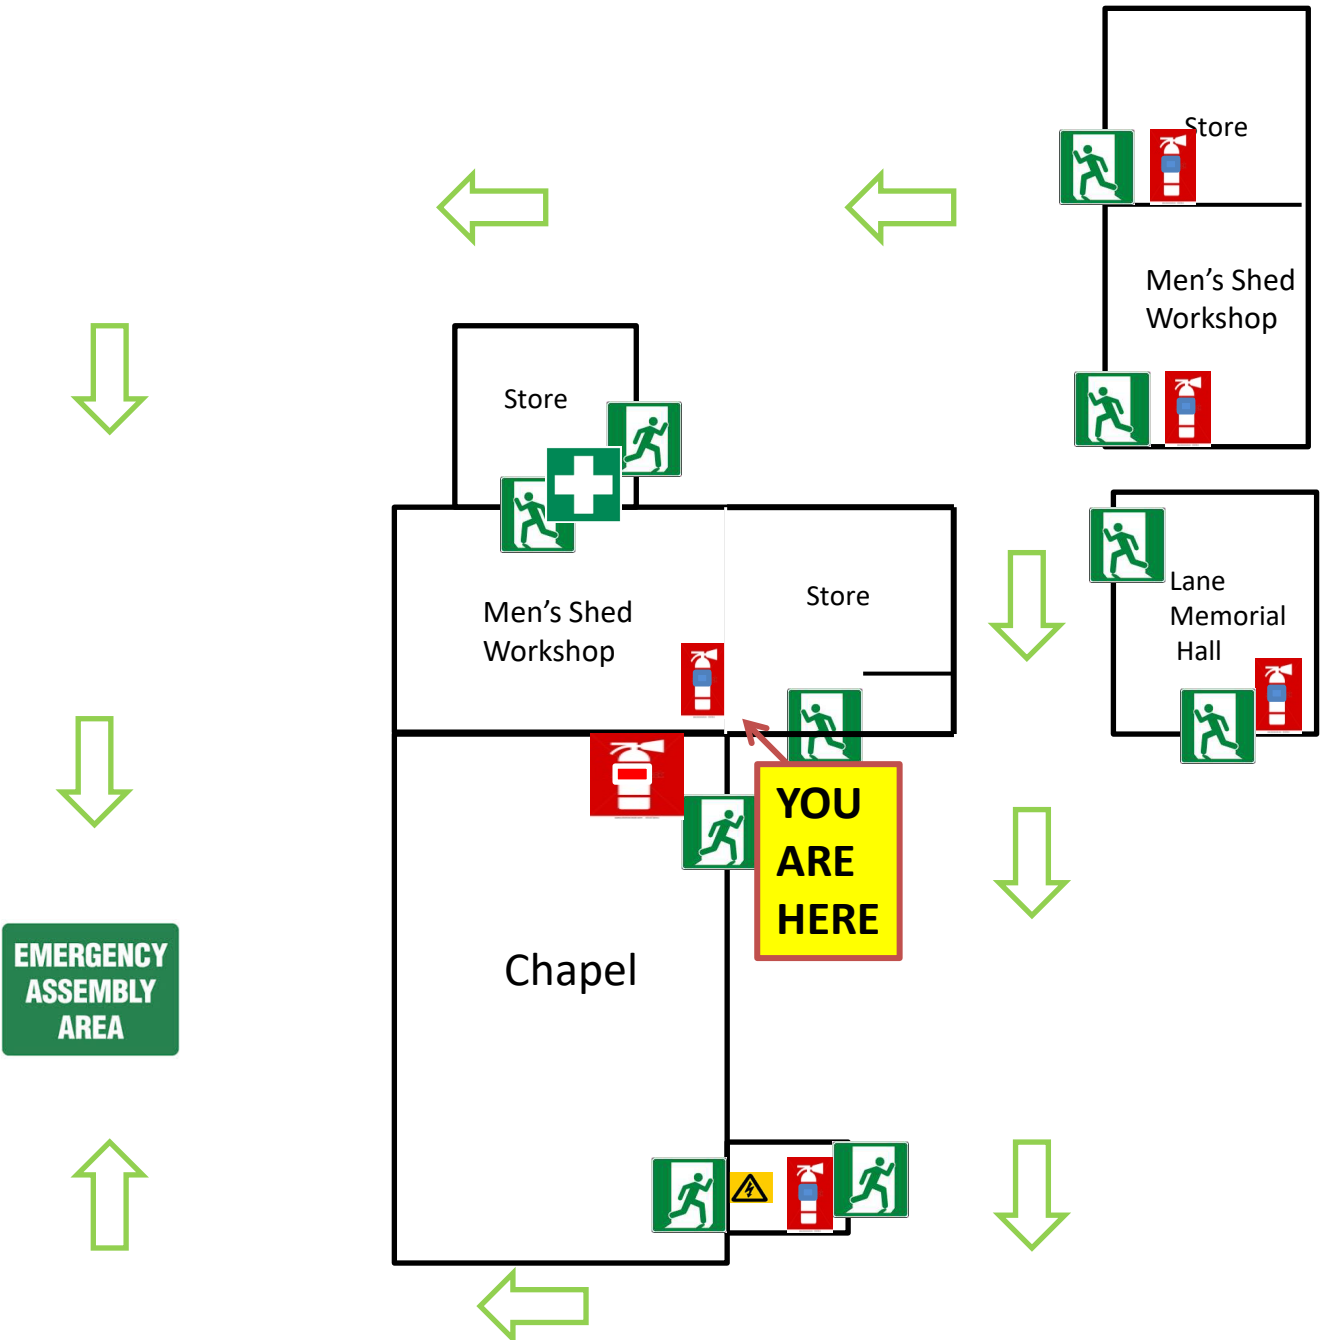 Store
Men's Shed
Workshop
Store
Men's Shed
Workshop
Store
Lane
Memorial
Hall
YOU
ARE
HERE
Chapel
EMERGENCY
ASSEMBLY
AREA